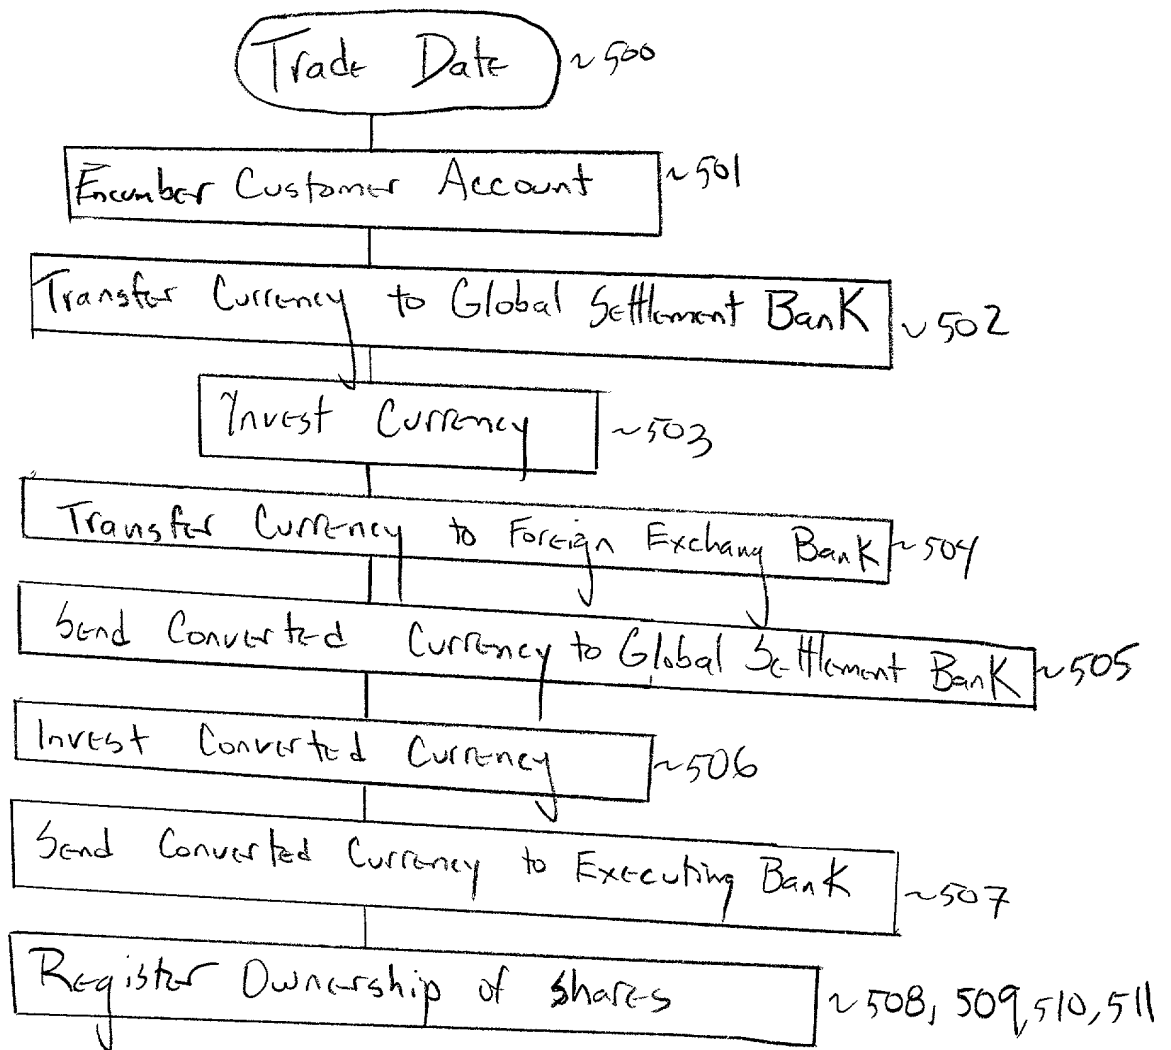 Trade Date ~500
Encumber Customer Account ~501
Transfer Currency to Global Settlement Bank ~502
Invest Currency ~503
Transfer Currency to Foreign Exchang Bank ~504
Send Converted Currency to Global Settlement Bank ~505
Invest Converted Currency ~506
Send Converted Currency to Executing Bank ~507
Register Ownership of shares ~508, 509, 510, 511